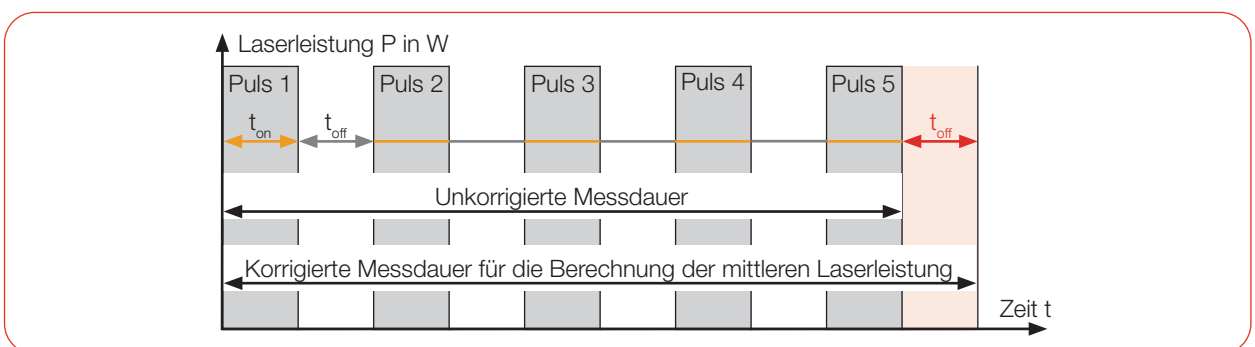 Laserleistung P in W
Puls 1 Puls 2 Puls 3 Puls 4 Puls 5
ton toff toff
Unkorrigierte Messdauer
Korrigierte Messdauer für die Berechnung der mittleren Laserleistung
Zeit t